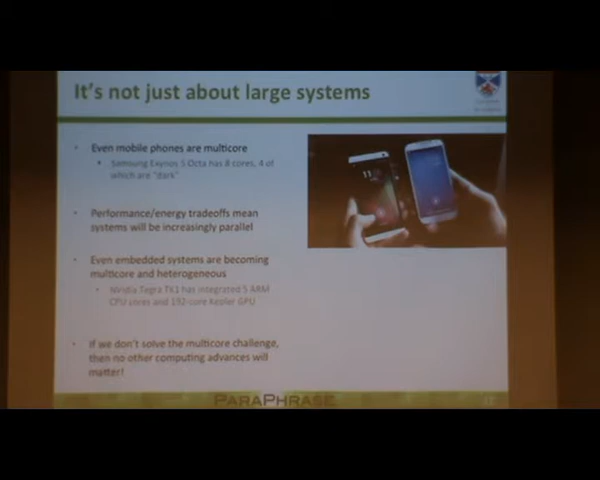 It's not just about large systems
Even mobile phones are multicore
Samsung Exynos 5 Octa has 8 cores, 4 of
which are "dark"
Performance/energy tradeoffs mean
systems will be increasingly parallel
Even embedded systems are becoming
multicore and heterogeneous
Nvidia Tegra TK1 has integrated 5 ARM
CPU cores and 192-core Kepler GPU
If we don't solve the multicore challenge,
then no other computing advances will
matter!
PARAPHRASE